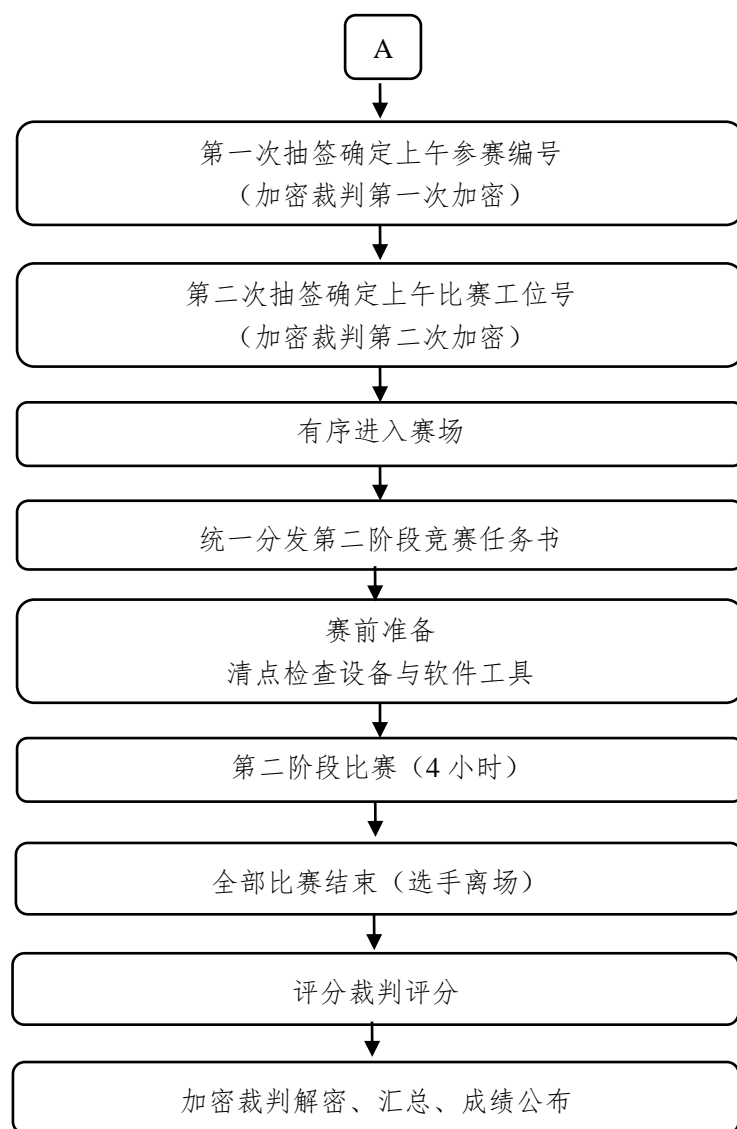 A
第一次抽签确定上午参赛编号
（加密裁判第一次加密）
第二次抽签确定上午比赛工位号
（加密裁判第二次加密）
有序进入赛场
统一分发第二阶段竞赛任务书
赛前准备
清点检查设备与软件工具
第二阶段比赛（4 小时）
全部比赛结束（选手离场）
评分裁判评分
加密裁判解密、汇总、成绩公布